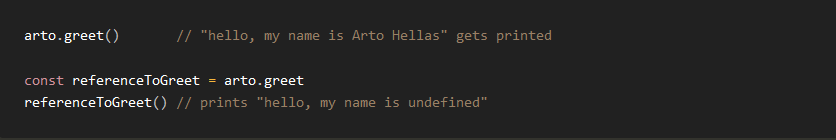 arto.greet()       // "hello, my name is Arto Hellas" gets printed
const referenceToGreet = arto.greet
referenceToGreet() // prints "hello, my name is undefined"